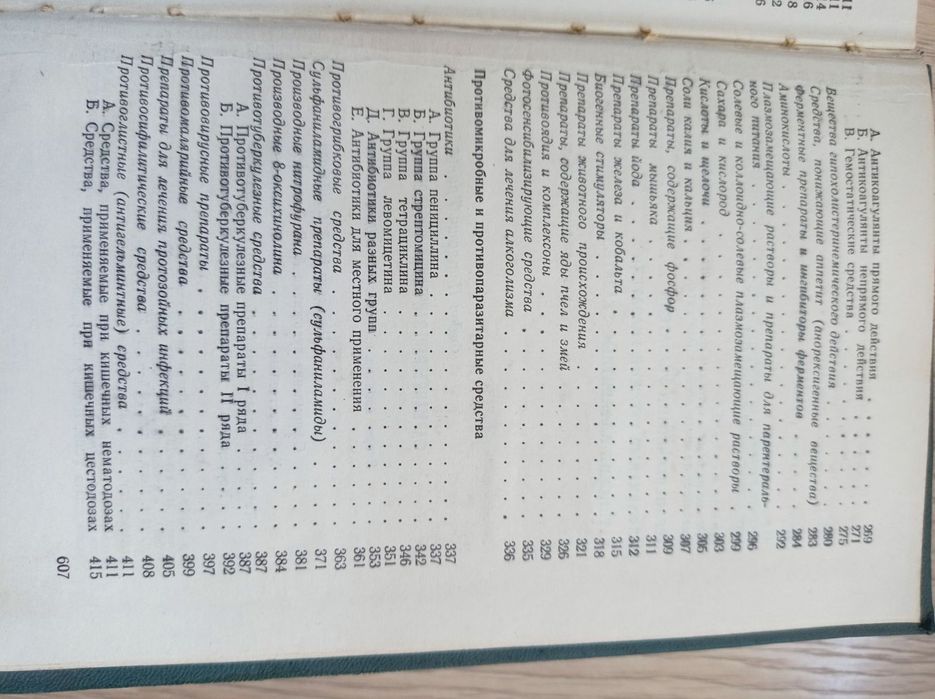 А. Антикоагулянты прямого действия . . . . . 269
Б. Антикоагулянты непрямого действия . . . . . 271
В. Гемостатические средства . . . . . 275
Вещества гипохолистеринемического действия . . . . . 280
Средства, понижающие аппетит (анорексигенные вещества) 283
Ферментные препараты и ингибиторы ферментов . . . . . 284
Аминокислоты . . . . . 292
Плазмозамещающие растворы и препараты для парентераль-
ного питания . . . . . 296
Солевые и коллоидно-солевые плазмозамещающие растворы . 299
Сахара и кислород . . . . . 303
Кислоты и щелочи . . . . . 305
Соли калия и кальция . . . . . 307
Препараты, содержащие фосфор . . . . . 309
Препараты мышьяка . . . . . 311
Препараты йода . . . . . 312
Препараты железа и кобальта . . . . . 315
Биогенные стимуляторы . . . . . 318
Препараты животного происхождения . . . . . 321
Препараты, содержащие яды пчел и змей . . . . . 326
Противоядия и комплексоны . . . . . 329
Фотосенсибилизирующие средства . . . . . 335
Средства для лечения алкоголизма . . . . . 336
Противомикробные и противопаразитарные средства
Антибиотики . . . . . 337
А. Группа пенициллина . . . . . 337
Б. Группа стрептомицина . . . . . 342
В. Группа тетрациклина . . . . . 346
Г. Группа левомицетина . . . . . 351
Д. Антибиотики разных групп . . . . . 353
Е. Антибиотики для местного применения . . . . . 361
Противогрибковые средства . . . . . 363
Сульфаниламидные препараты (сульфаниламиды) . . . . . 371
Производные нитрофурана . . . . . 381
Производные 8-оксихинолина . . . . . 384
Противотуберкулезные средства . . . . . 387
А. Противотуберкулезные препараты I ряда . . . . . 387
Б. Противотуберкулезные препараты II ряда . . . . . 392
Противовирусные препараты . . . . . 397
Противомалярийные средства . . . . . 399
Препараты для лечения протозойных инфекций . . . . . 405
Противосифилитические средства . . . . . 408
Противоглистные (антигельминтные) средства . . . . . 411
А. Средства, применяемые при кишечных нематодозах 411
Б. Средства, применяемые при кишечных цестодозах 415
607